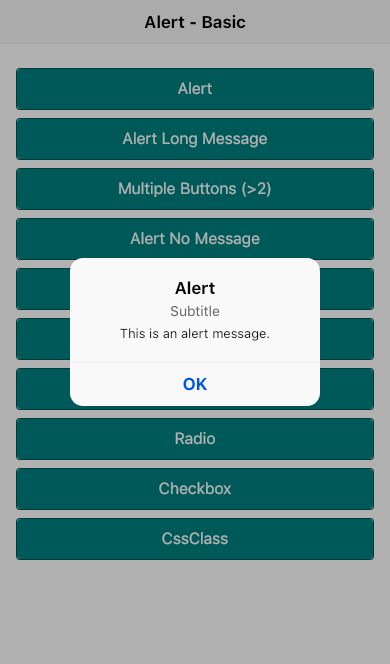 Alert - Basic
Alert
Alert Long Message
Multiple Buttons (>2)
Alert No Message
Alert
Subtitle
This is an alert message.
OK
Radio
Checkbox
CssClass